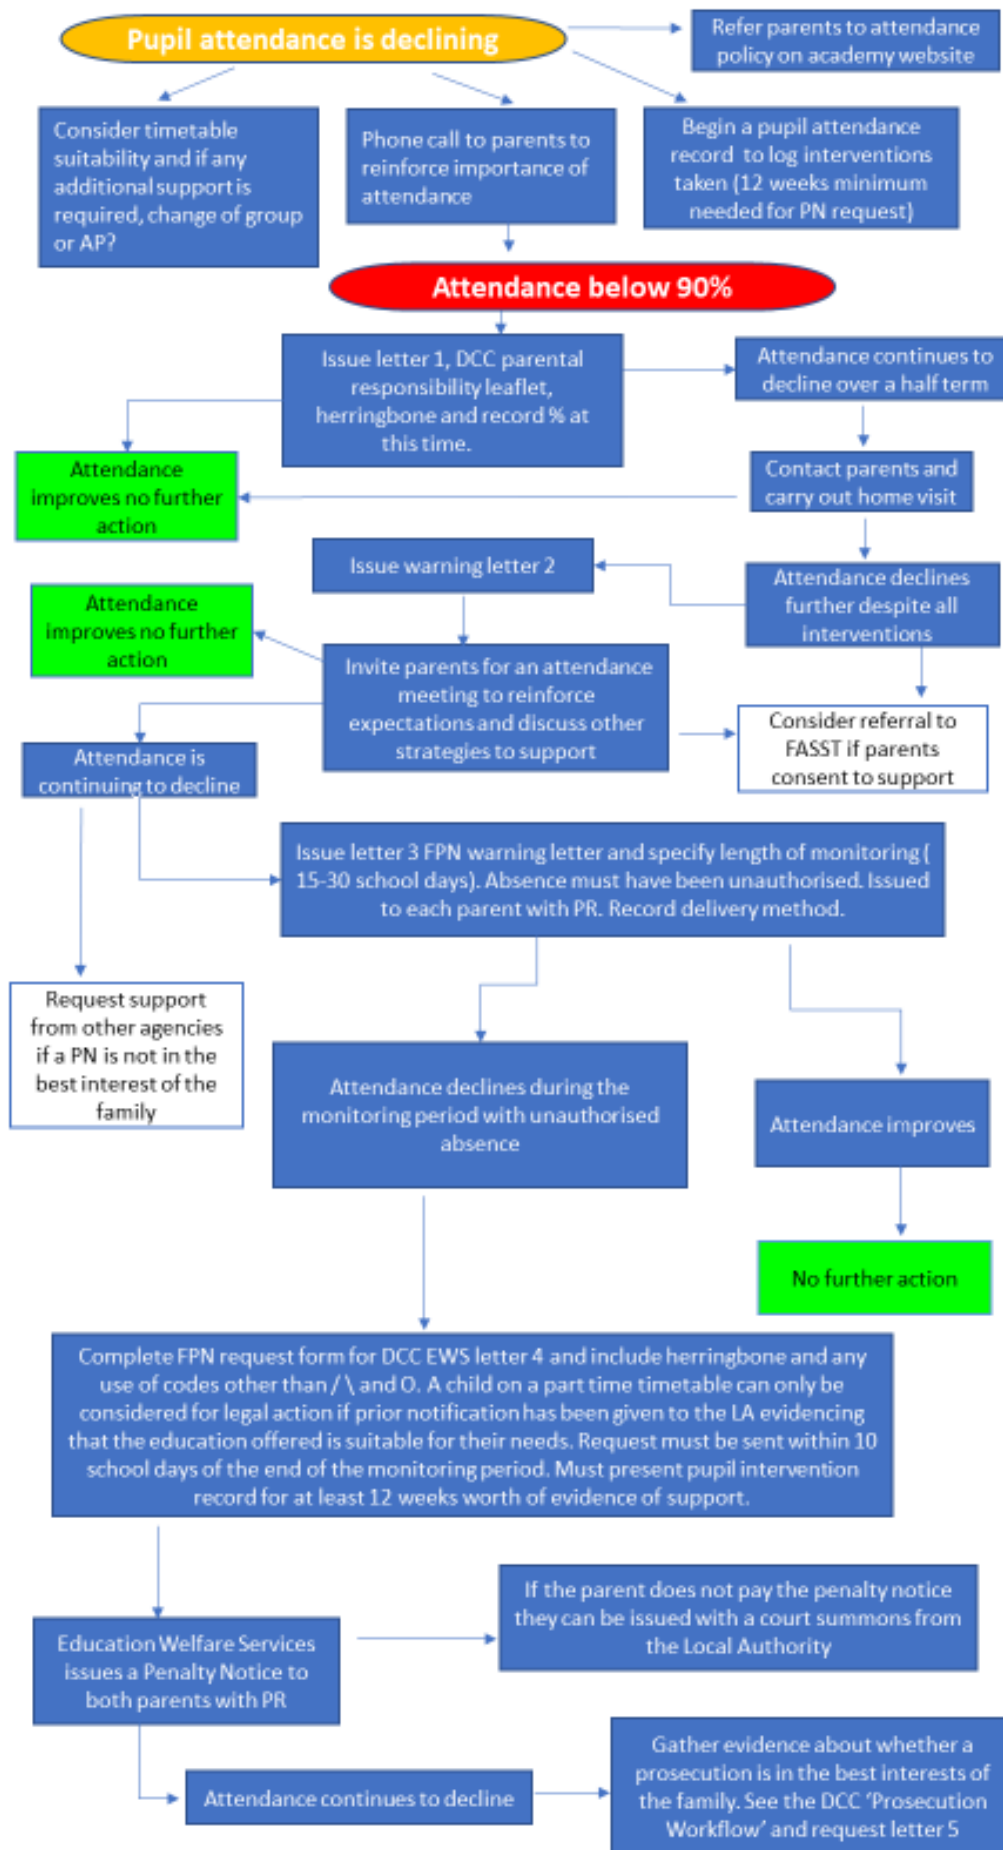 Pupil attendance is declining
Refer parents to attendance
policy on academy website
Consider timetable
suitability and if any
additional support is
required, change of group
or AP?
Phone call to parents to
reinforce importance of
attendance
Begin a pupil attendance
record to log interventions
taken (12 weeks minimum
needed for PN request)
Attendance below 90%
Issue letter 1, DCC parental
responsibility leaflet,
herringbone and record % at
this time.
Attendance continues to
decline over a half term
Attendance
improves no further
action
Contact parents and
carry out home visit
Issue warning letter 2
Attendance declines
further despite all
interventions
Attendance
improves no further
action
Invite parents for an attendance
meeting to reinforce
expectations and discuss other
strategies to support
Consider referral to
FASST if parents
consent to support
Attendance is
continuing to decline
Issue letter 3 FPN warning letter and specify length of monitoring (
15-30 school days). Absence must have been unauthorised. Issued
to each parent with PR. Record delivery method.
Request support
from other agencies
if a PN is not in the
best interest of the
family
Attendance declines during the
monitoring period with unauthorised
absence
Attendance improves
No further action
Complete FPN request form for DCC EWS letter 4 and include herringbone and any
use of codes other than / \ and O. A child on a part time timetable can only be
considered for legal action if prior notification has been given to the LA evidencing
that the education offered is suitable for their needs. Request must be sent within 10
school days of the end of the monitoring period. Must present pupil intervention
record for at least 12 weeks worth of evidence of support.
Education Welfare Services
issues a Penalty Notice to
both parents with PR
If the parent does not pay the penalty notice
they can be issued with a court summons from
the Local Authority
Attendance continues to decline
Gather evidence about whether a
prosecution is in the best interests of
the family. See the DCC 'Prosecution
Workflow' and request letter 5